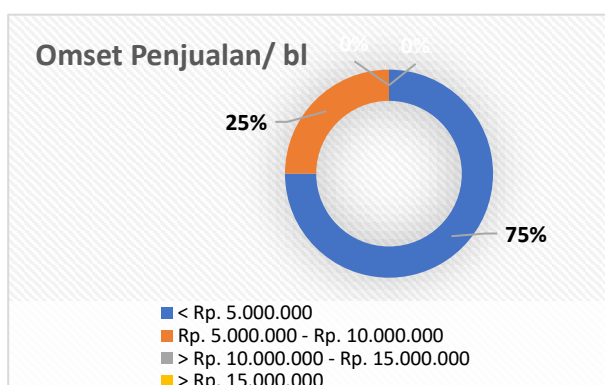 Omset Penjualan/ bl
0% 0%
25%
75%
< Rp. 5.000.000
Rp. 5.000.000 - Rp. 10.000.000
> Rp. 10.000.000 - Rp. 15.000.000
> Rp. 15.000.000